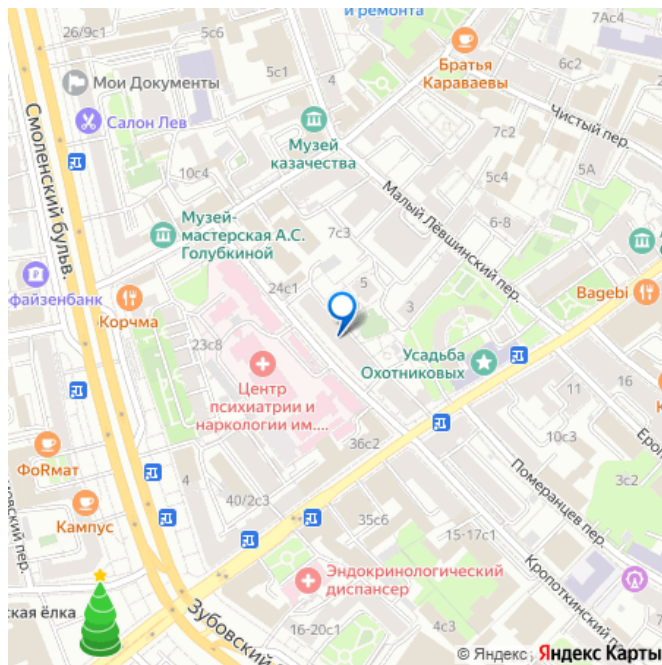 и ремонта
7Ас4
26/9с1
5с6
Братья
Караваевы
6с2
5с1
4
Мои Документы
Чистый пер.
Салон Лев
Музей
казачества
7с2
Смоленский бульв.
10с4
5А
5с4
Малый Лёвшинский пер.
Музей-
мастерская А.С.
Голубкиной
7с3
6-8
24с1
5
файзенбанк
Корчма
3
Bagebi
23с8
Усадьба
Охотниковых
Центр
психиатрии и
наркологии им....
11
16
36с2
10с3
ФоRмат
4
3с2
Кампус
40/2с3
35с6
Померанцев пер.
15-17с1
Эндокринологический
диспансер
Кропоткинский
ская ёлка
Зубовский
16-20с1
© Яндекс
Яндекс Карты